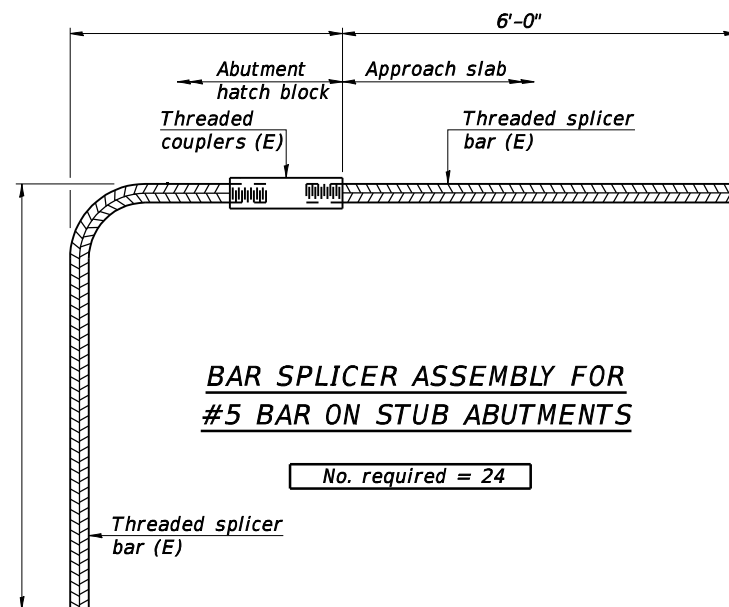 6'-0"
Abutment
hatch block
Approach slab
Threaded
couplers (E)
Threaded splicer
bar (E)
BAR SPLICER ASSEMBLY FOR
#5 BAR ON STUB ABUTMENTS
No. required = 24
Threaded splicer
bar (E)